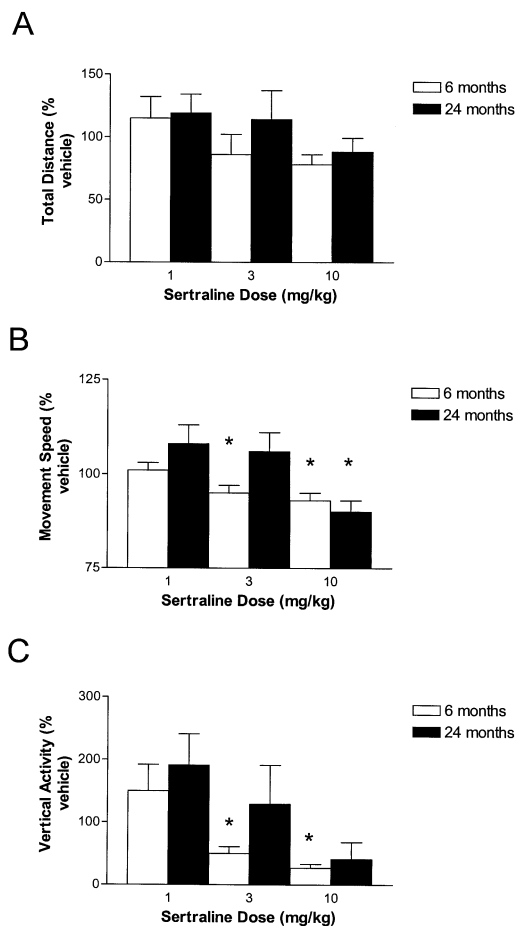 A
Total Distance (%
vehicle)
150
100
50
0
1 3 10
Sertraline Dose (mg/kg)
6 months
24 months
B
Movement Speed (%
vehicle)
125
100
75
* * *
1 3 10
Sertraline Dose (mg/kg)
6 months
24 months
C
Vertical Activity (%
vehicle)
300
200
100
0
* *
1 3 10
Sertraline Dose (mg/kg)
6 months
24 months